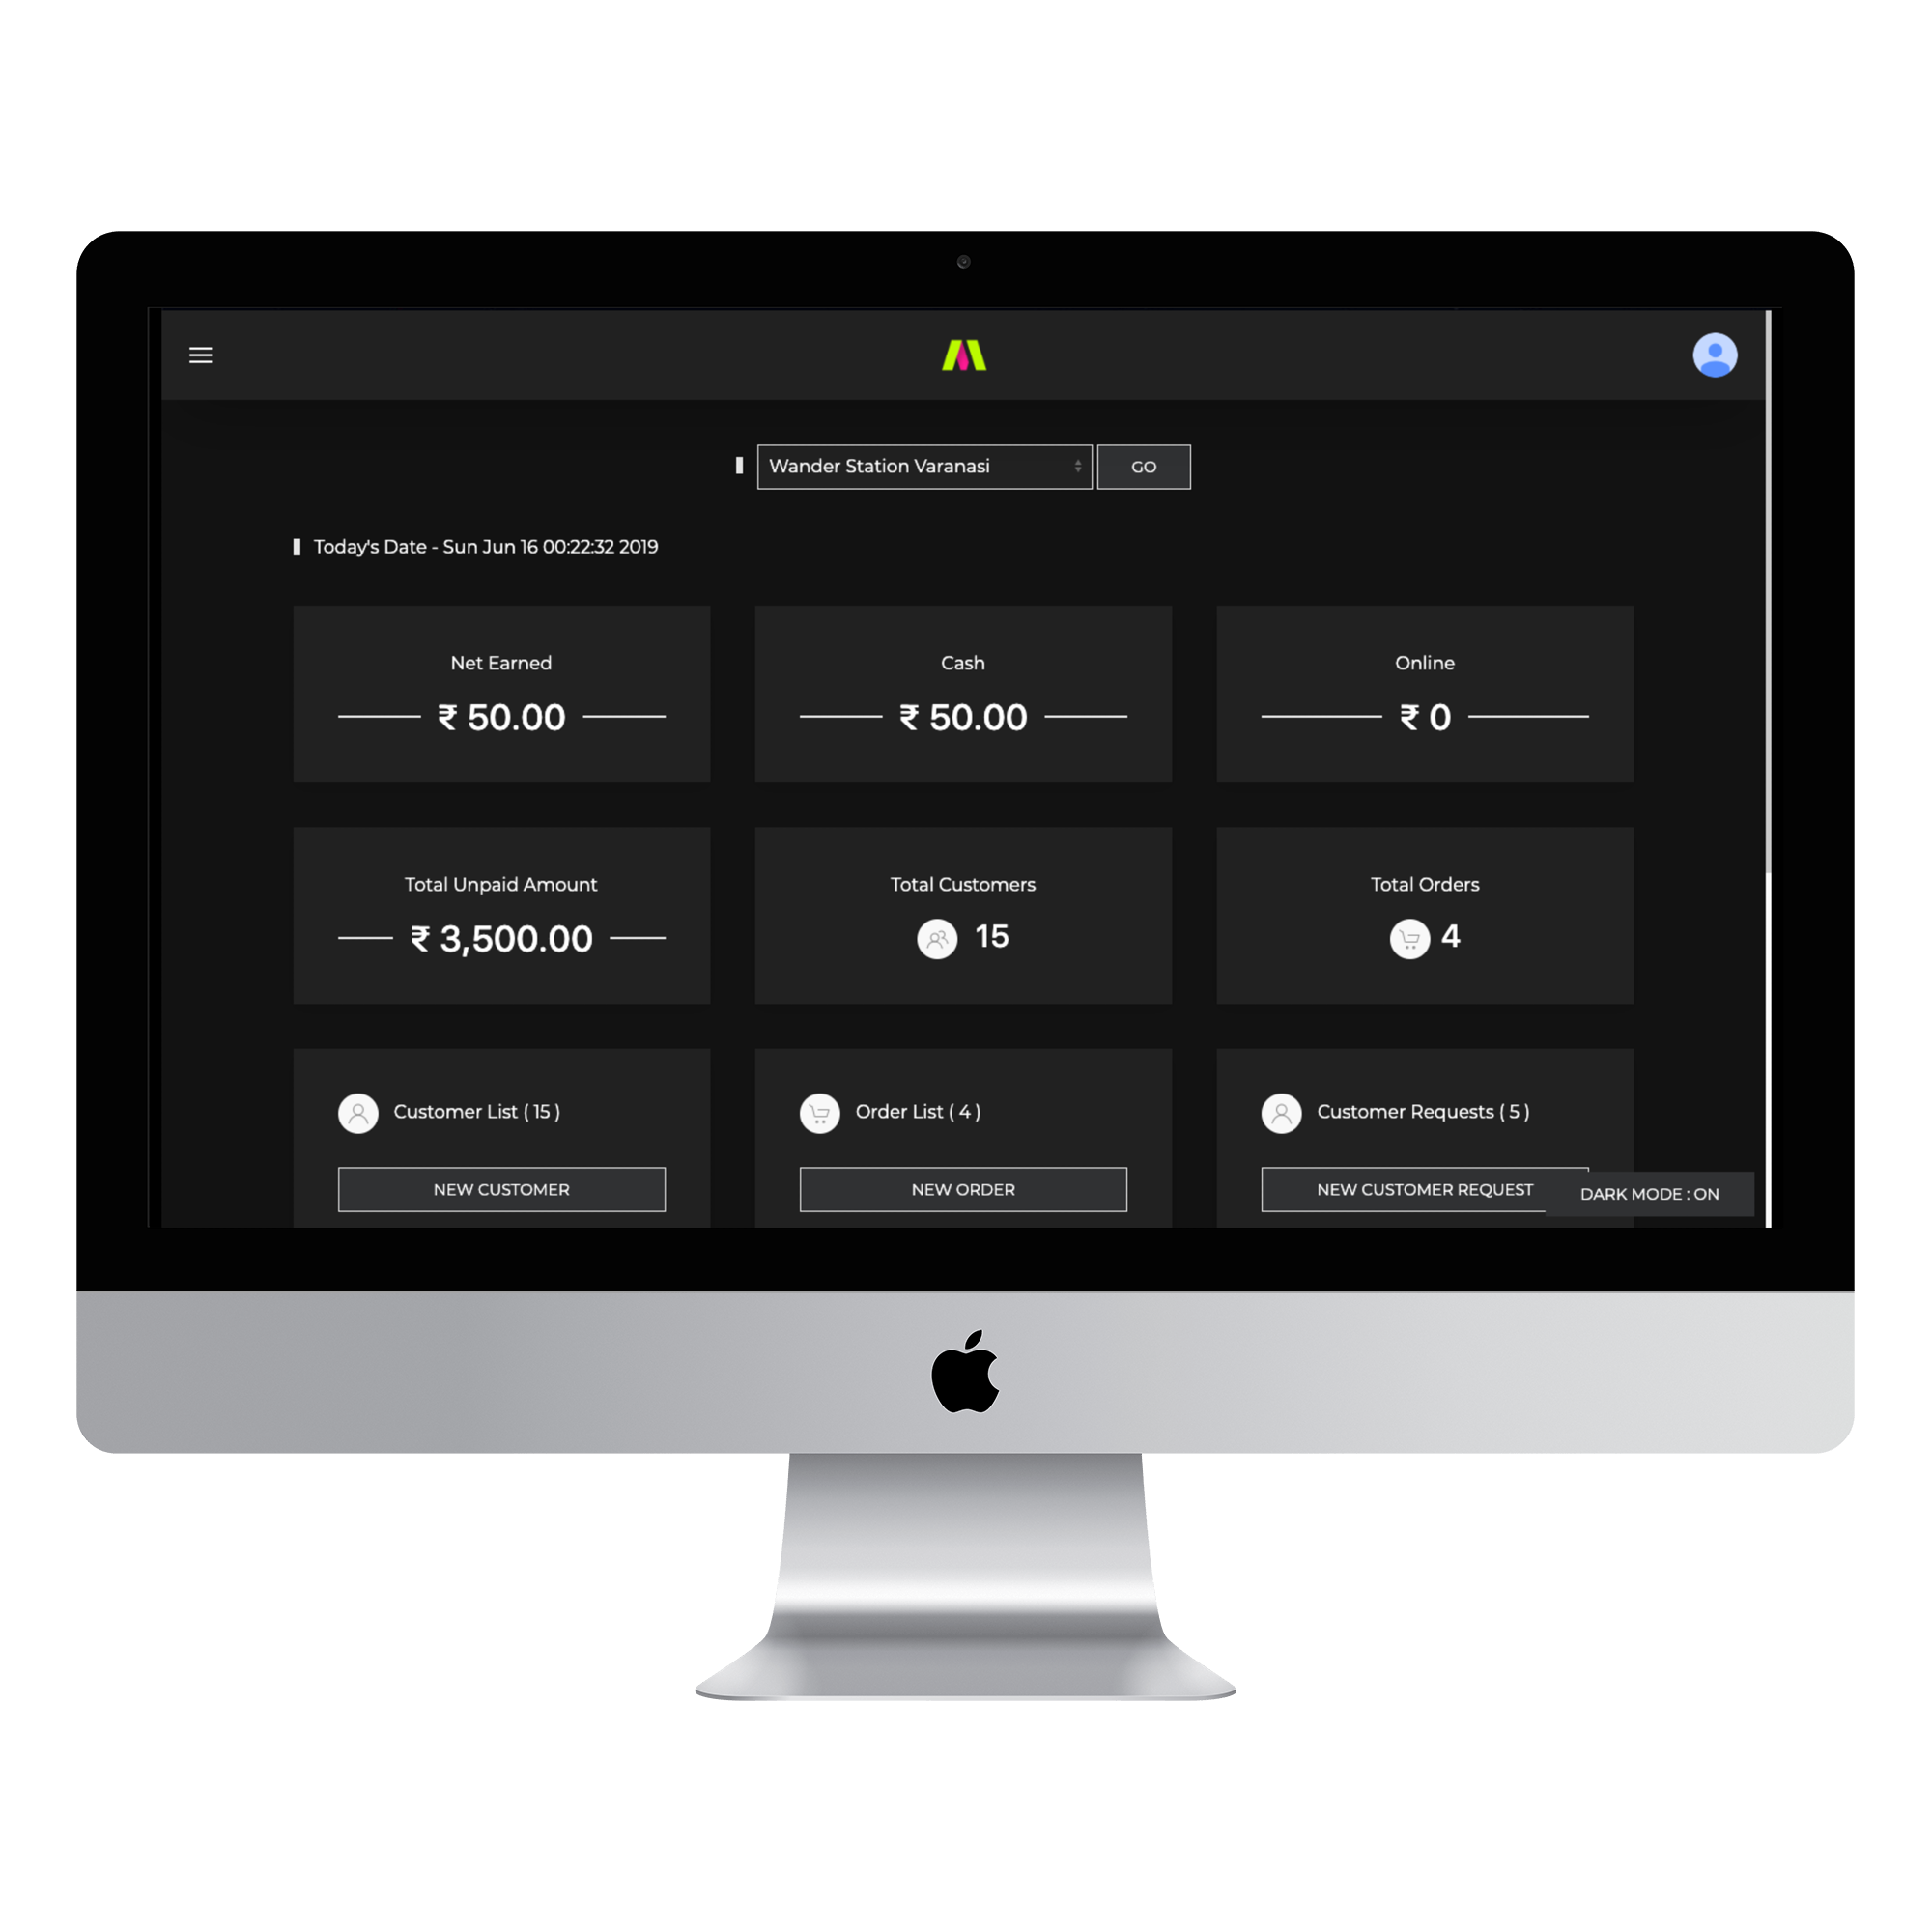 Wander Station Varanasi
GO
Today's Date - Sun Jun 16 00:22:32 2019
Net Earned
₹ 50.00
Cash
₹ 50.00
Online
₹ 0
Total Unpaid Amount
₹ 3,500.00
Total Customers
15
Total Orders
4
Customer List ( 15 )
NEW CUSTOMER
Order List ( 4 )
NEW ORDER
Customer Requests ( 5 )
NEW CUSTOMER REQUEST
DARK MODE : ON